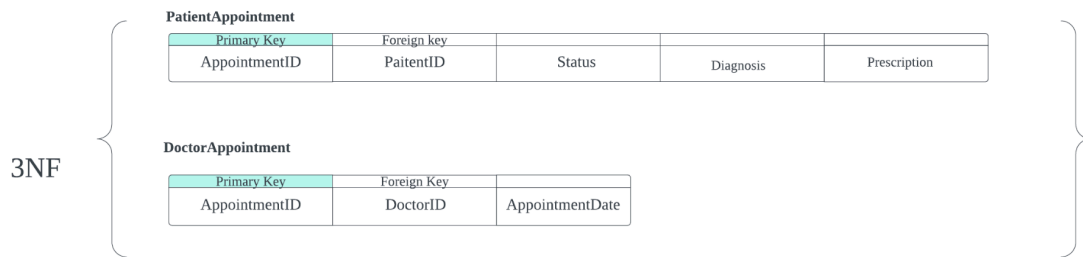 PatientAppointment
Primary Key Foreign key
AppointmentID PaitentID Status Diagnosis Prescription
3NF
DoctorAppointment
Primary Key Foreign Key
AppointmentID DoctorID AppointmentDate